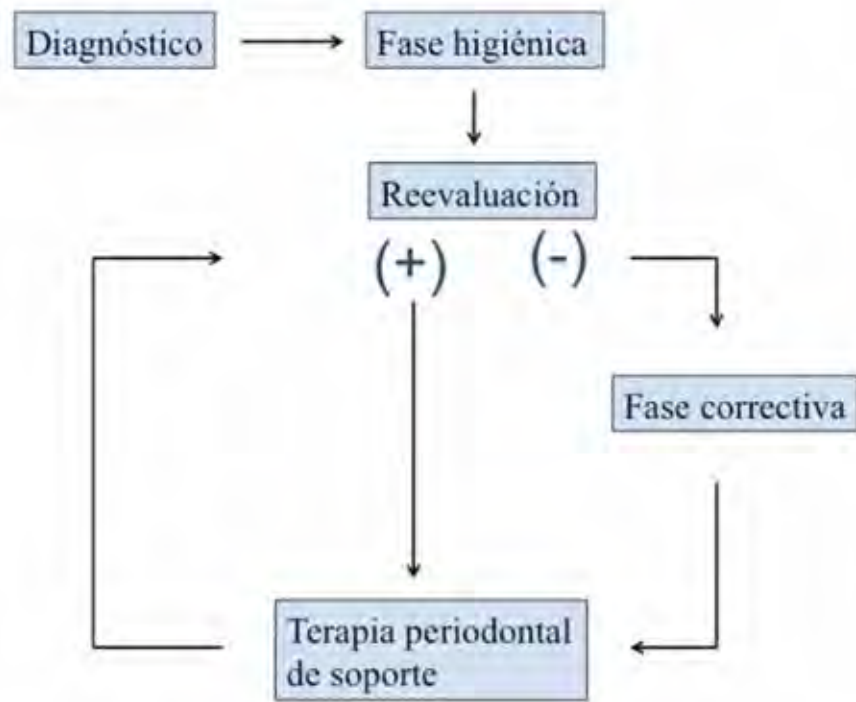 Diagnóstico
Fase higiénica
Reevaluación
(+)
(-)
Fase correctiva
Terapia periodontal
de soporte